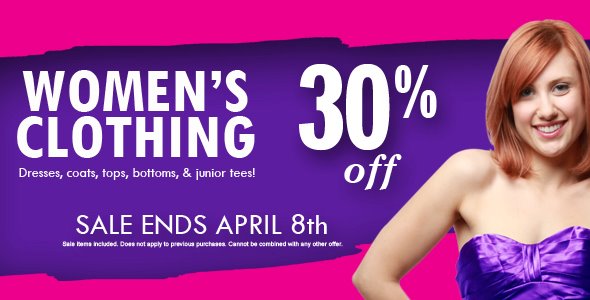 WOMEN'S
CLOTHING
Dresses, coats, tops, bottoms, & junior tees!
30%
off
SALE ENDS APRIL 8th
Sale items included. Does not apply to previous purchases. Cannot be combined with any other offer.